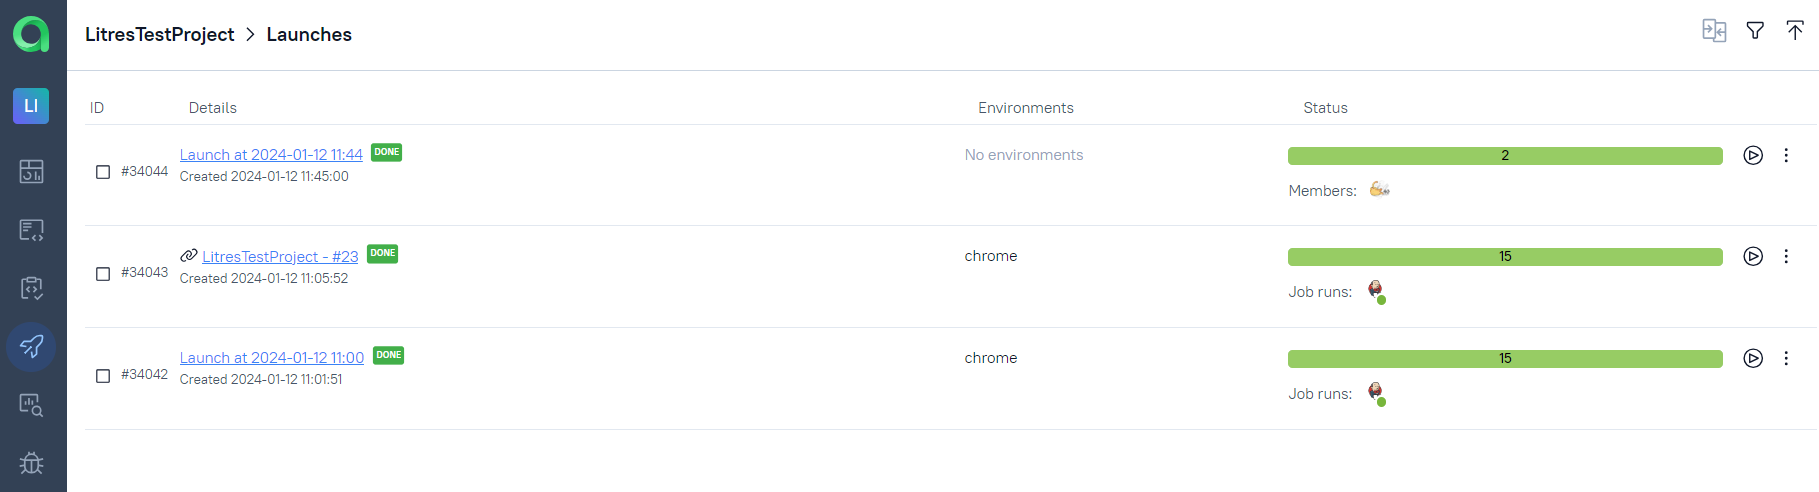 LitresTestProject > Launches
LI
ID Details Environments Status
Launch at 2024-01-12 11:44 DONE
#34044
Created 2024-01-12 11:45:00
No environments
2
Members:
LitresTestProject - #23 DONE
#34043
Created 2024-01-12 11:05:52
chrome
15
Job runs:
Launch at 2024-01-12 11:00 DONE
#34042
Created 2024-01-12 11:01:51
chrome
15
Job runs: